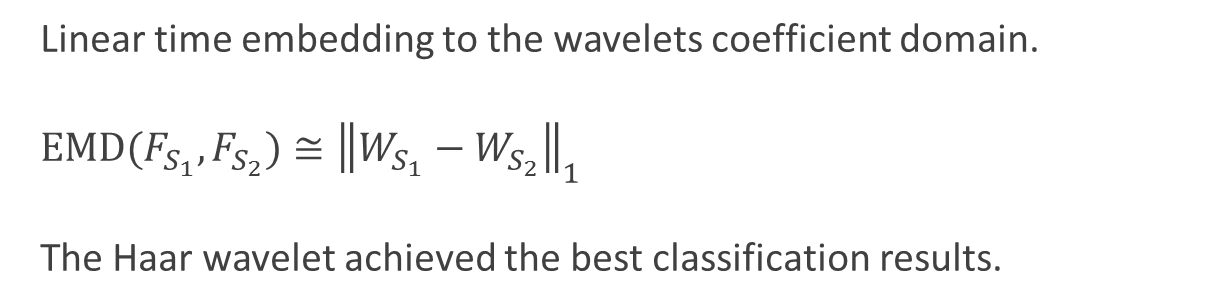 Linear time embedding to the wavelets coefficient domain.
EMD(F_{S_1}, F_{S_2}) ≅ ‖W_{S_1} − W_{S_2}‖_1
The Haar wavelet achieved the best classification results.